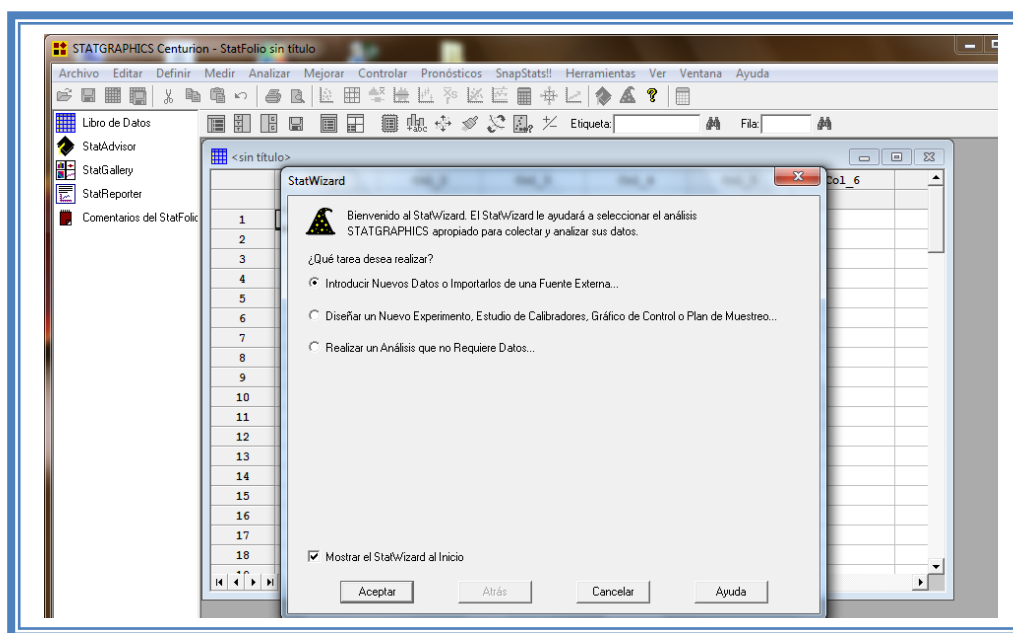 STATGRAPHICS Centurion - StatFolio sin título
Archivo Editar Definir Medir Analizar Mejorar Controlar Pronósticos SnapStats!! Herramientas Ver Ventana Ayuda
Etiqueta: Fila:
Libro de Datos
StatAdvisor
StatGallery
StatReporter
Comentarios del StatFolio
<sin título>
Col_6
StatWizard
Bienvenido al StatWizard. El StatWizard le ayudará a seleccionar el análisis
STATGRAPHICS apropiado para colectar y analizar sus datos.
¿Qué tarea desea realizar?
Introducir Nuevos Datos o Importarlos de una Fuente Externa...
Diseñar un Nuevo Experimento, Estudio de Calibradores, Gráfico de Control o Plan de Muestreo...
Realizar un Análisis que no Requiere Datos...
1
2
3
4
5
6
7
8
9
10
11
12
13
14
15
16
17
18
Mostrar el StatWizard al Inicio
Aceptar Atrás Cancelar Ayuda